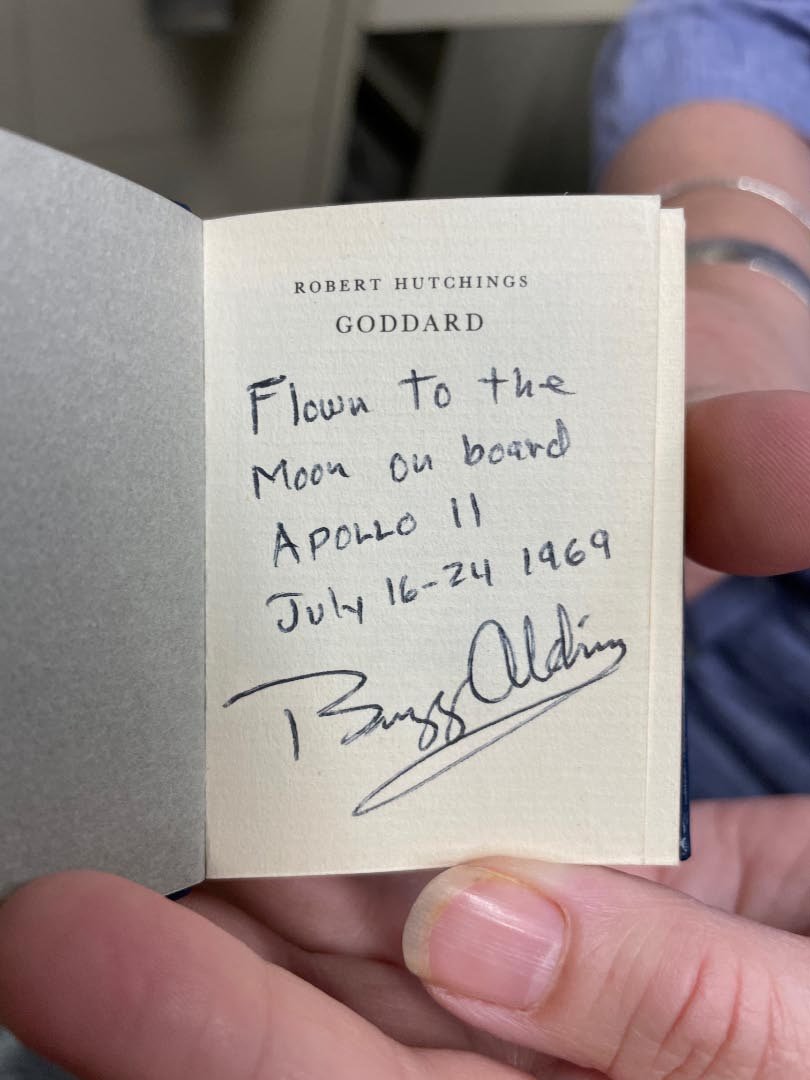 ROBERT HUTCHINGS
GODDARD
Flown to the
Moon on board
APOLLO 11
July 16-24 1969
Buzz Aldrin